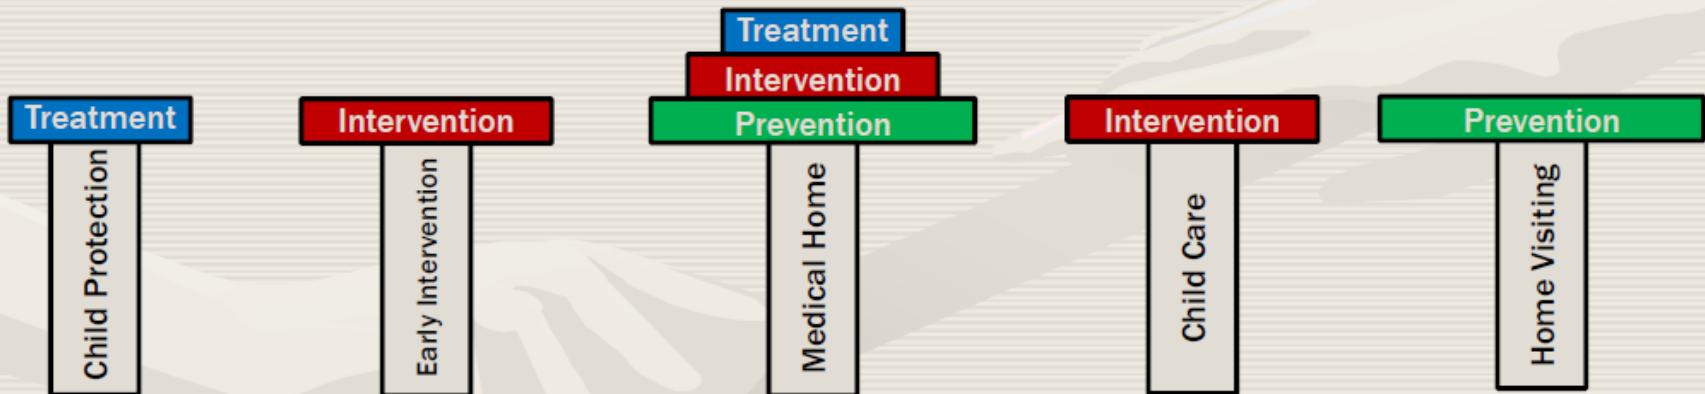 Treatment
Intervention
Prevention
Treatment
Intervention
Intervention
Prevention
Child Protection
Early Intervention
Medical Home
Child Care
Home Visiting